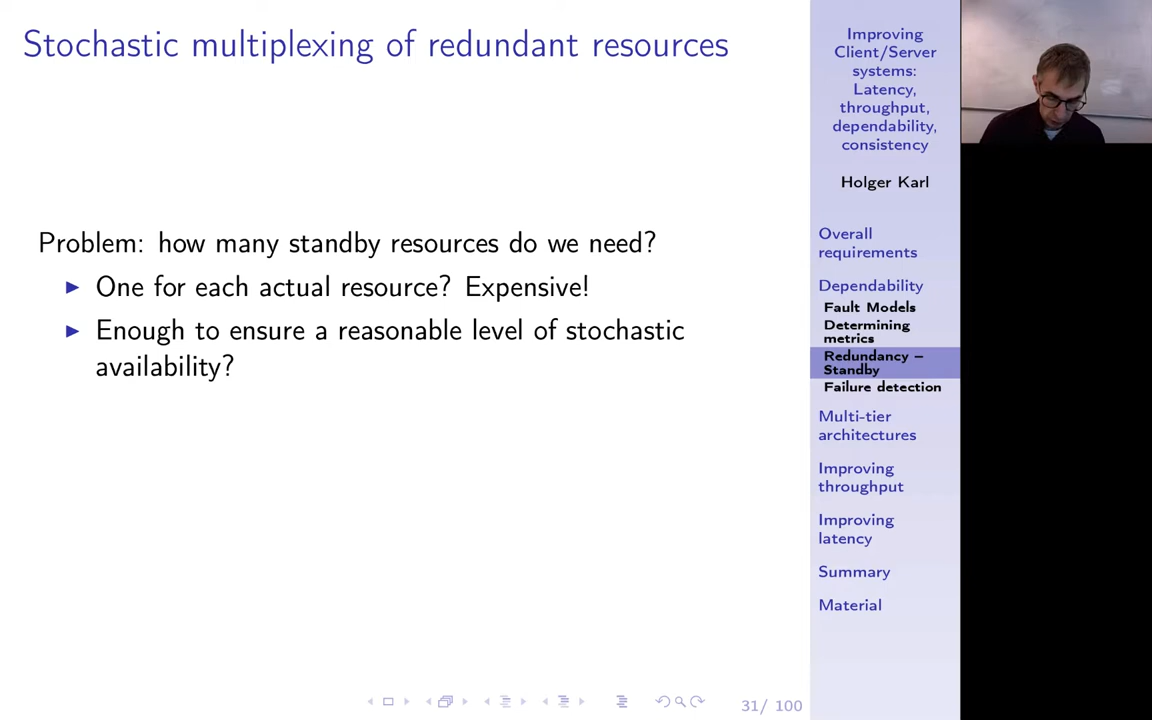 Stochastic multiplexing of redundant resources
Problem: how many standby resources do we need?
One for each actual resource? Expensive!
Enough to ensure a reasonable level of stochastic
availability?
31/ 100
Improving
Client/Server
systems:
Latency,
throughput,
dependability,
consistency
Holger Karl
Overall
requirements
Dependability
Fault Models
Determining
metrics
Redundancy –
Standby
Failure detection
Multi-tier
architectures
Improving
throughput
Improving
latency
Summary
Material